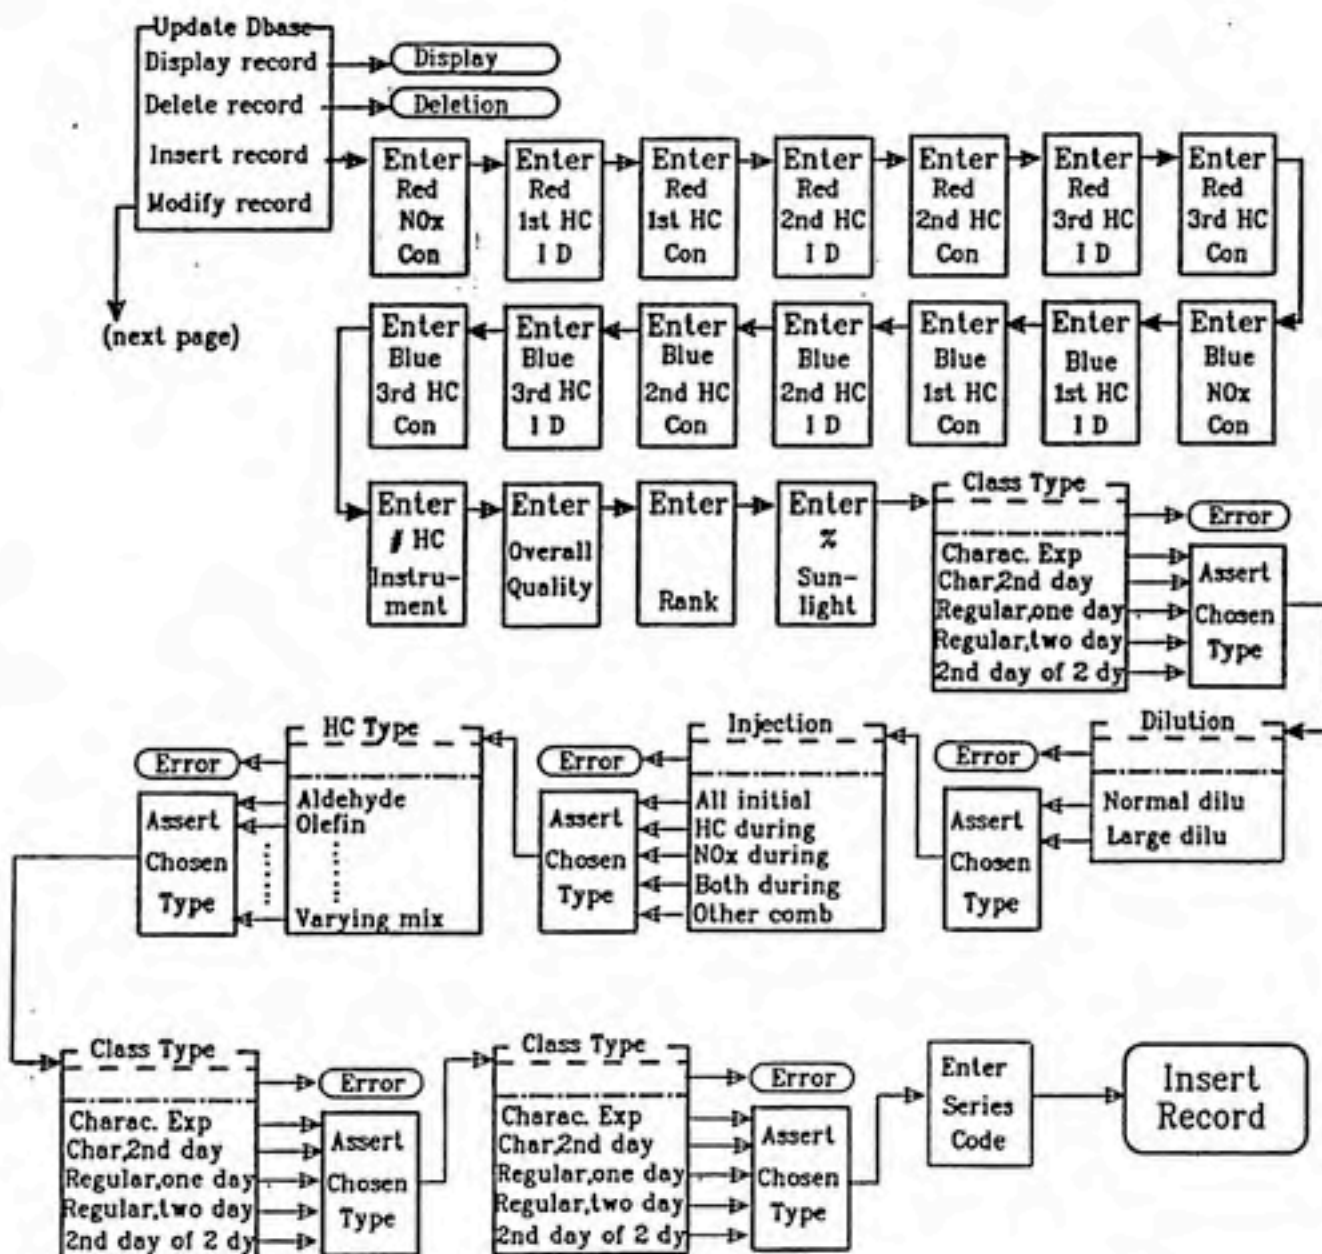 Update Dbase
Display record
Display
Delete record
Deletion
Insert record
Modify record
(next page)
Enter
Red
NOx
Con
Enter
Red
1st HC
I D
Enter
Red
1st HC
Con
Enter
Red
2nd HC
I D
Enter
Red
2nd HC
Con
Enter
Red
3rd HC
I D
Enter
Red
3rd HC
Con
Enter
Blue
NOx
Con
Enter
Blue
1st HC
I D
Enter
Blue
1st HC
Con
Enter
Blue
2nd HC
I D
Enter
Blue
2nd HC
Con
Enter
Blue
3rd HC
I D
Enter
Blue
3rd HC
Con
Enter
# HC
Instru-
ment
Enter
Overall
Quality
Enter
Rank
Enter
%
Sun-
light
Class Type
Error
Charac. Exp
Char,2nd day
Regular,one day
Regular,two day
2nd day of 2 dy
Assert
Chosen
Type
Dilution
Error
Normal dilu
Large dilu
Assert
Chosen
Type
Injection
Error
All initial
HC during
NOx during
Both during
Other comb
Assert
Chosen
Type
HC Type
Error
Aldehyde
Olefin
Varying mix
Assert
Chosen
Type
Class Type
Error
Charac. Exp
Char,2nd day
Regular,one day
Regular,two day
2nd day of 2 dy
Assert
Chosen
Type
Class Type
Error
Charac. Exp
Char,2nd day
Regular,one day
Regular,two day
2nd day of 2 dy
Assert
Chosen
Type
Enter
Series
Code
Insert
Record